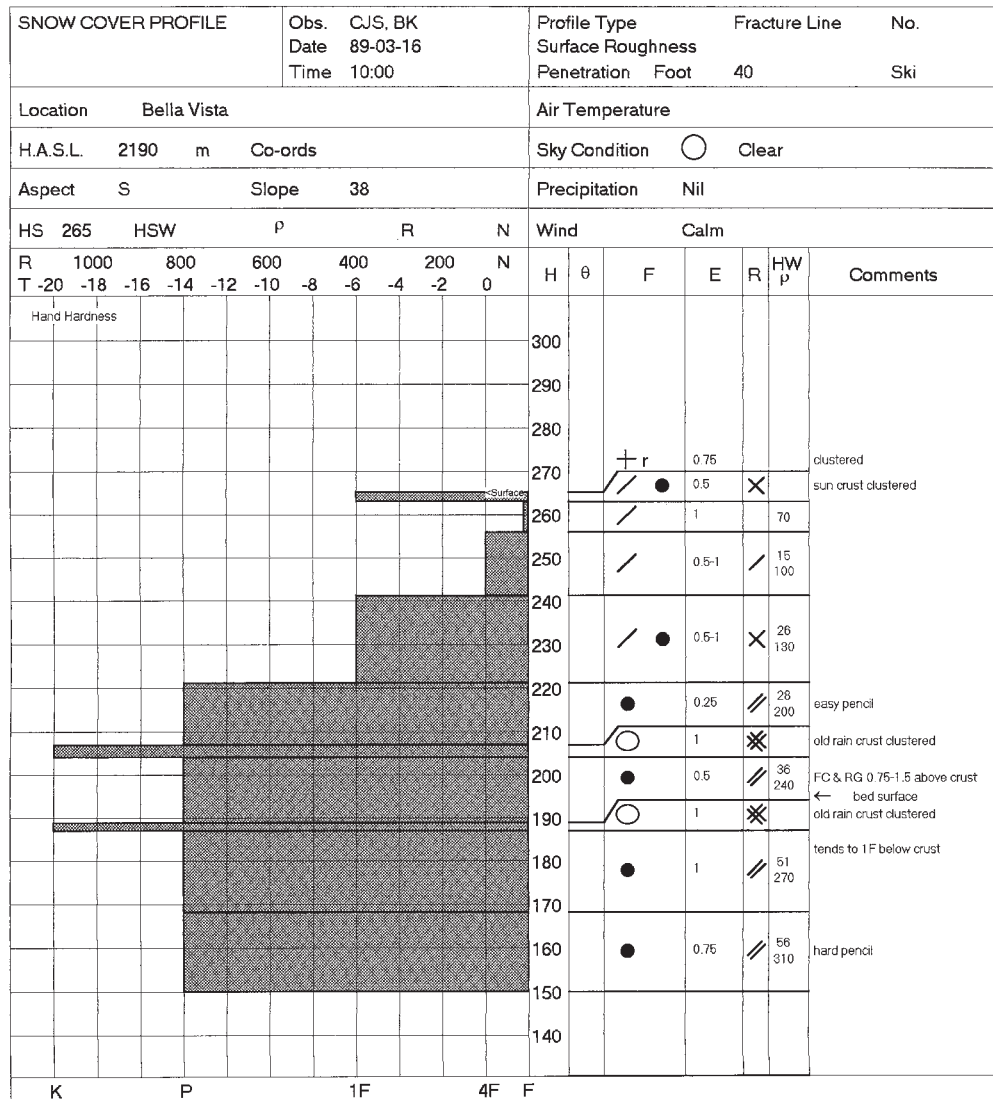 SNOW COVER PROFILE
Obs. CJS, BK
Date 89-03-16
Time 10:00
Profile Type Fracture Line No.
Surface Roughness
Penetration Foot 40 Ski
Location Bella Vista
Air Temperature
H.A.S.L. 2190 m Co-ords
Sky Condition Clear
Aspect S Slope 38
Precipitation Nil
HS 265 HSW ρ R N
Wind Calm
R 1000 800 600 400 200 N
T -20 -18 -16 -14 -12 -10 -8 -6 -4 -2 0
H θ F E R HW ρ Comments
Hand Hardness
300
290
280
r 0.75 clustered
270
<Surface
0.5 sun crust clustered
260
1 70
250
0.5-1 15
100
240
230
0.5-1 26
130
220
0.25 28
200 easy pencil
210
1 old rain crust clustered
200
0.5 36
240 FC & RG 0.75-1.5 above crust
← bed surface
190
1 old rain crust clustered
180
tends to 1F below crust
1 51
270
170
160
0.75 56
310 hard pencil
150
140
K P 1F 4F F